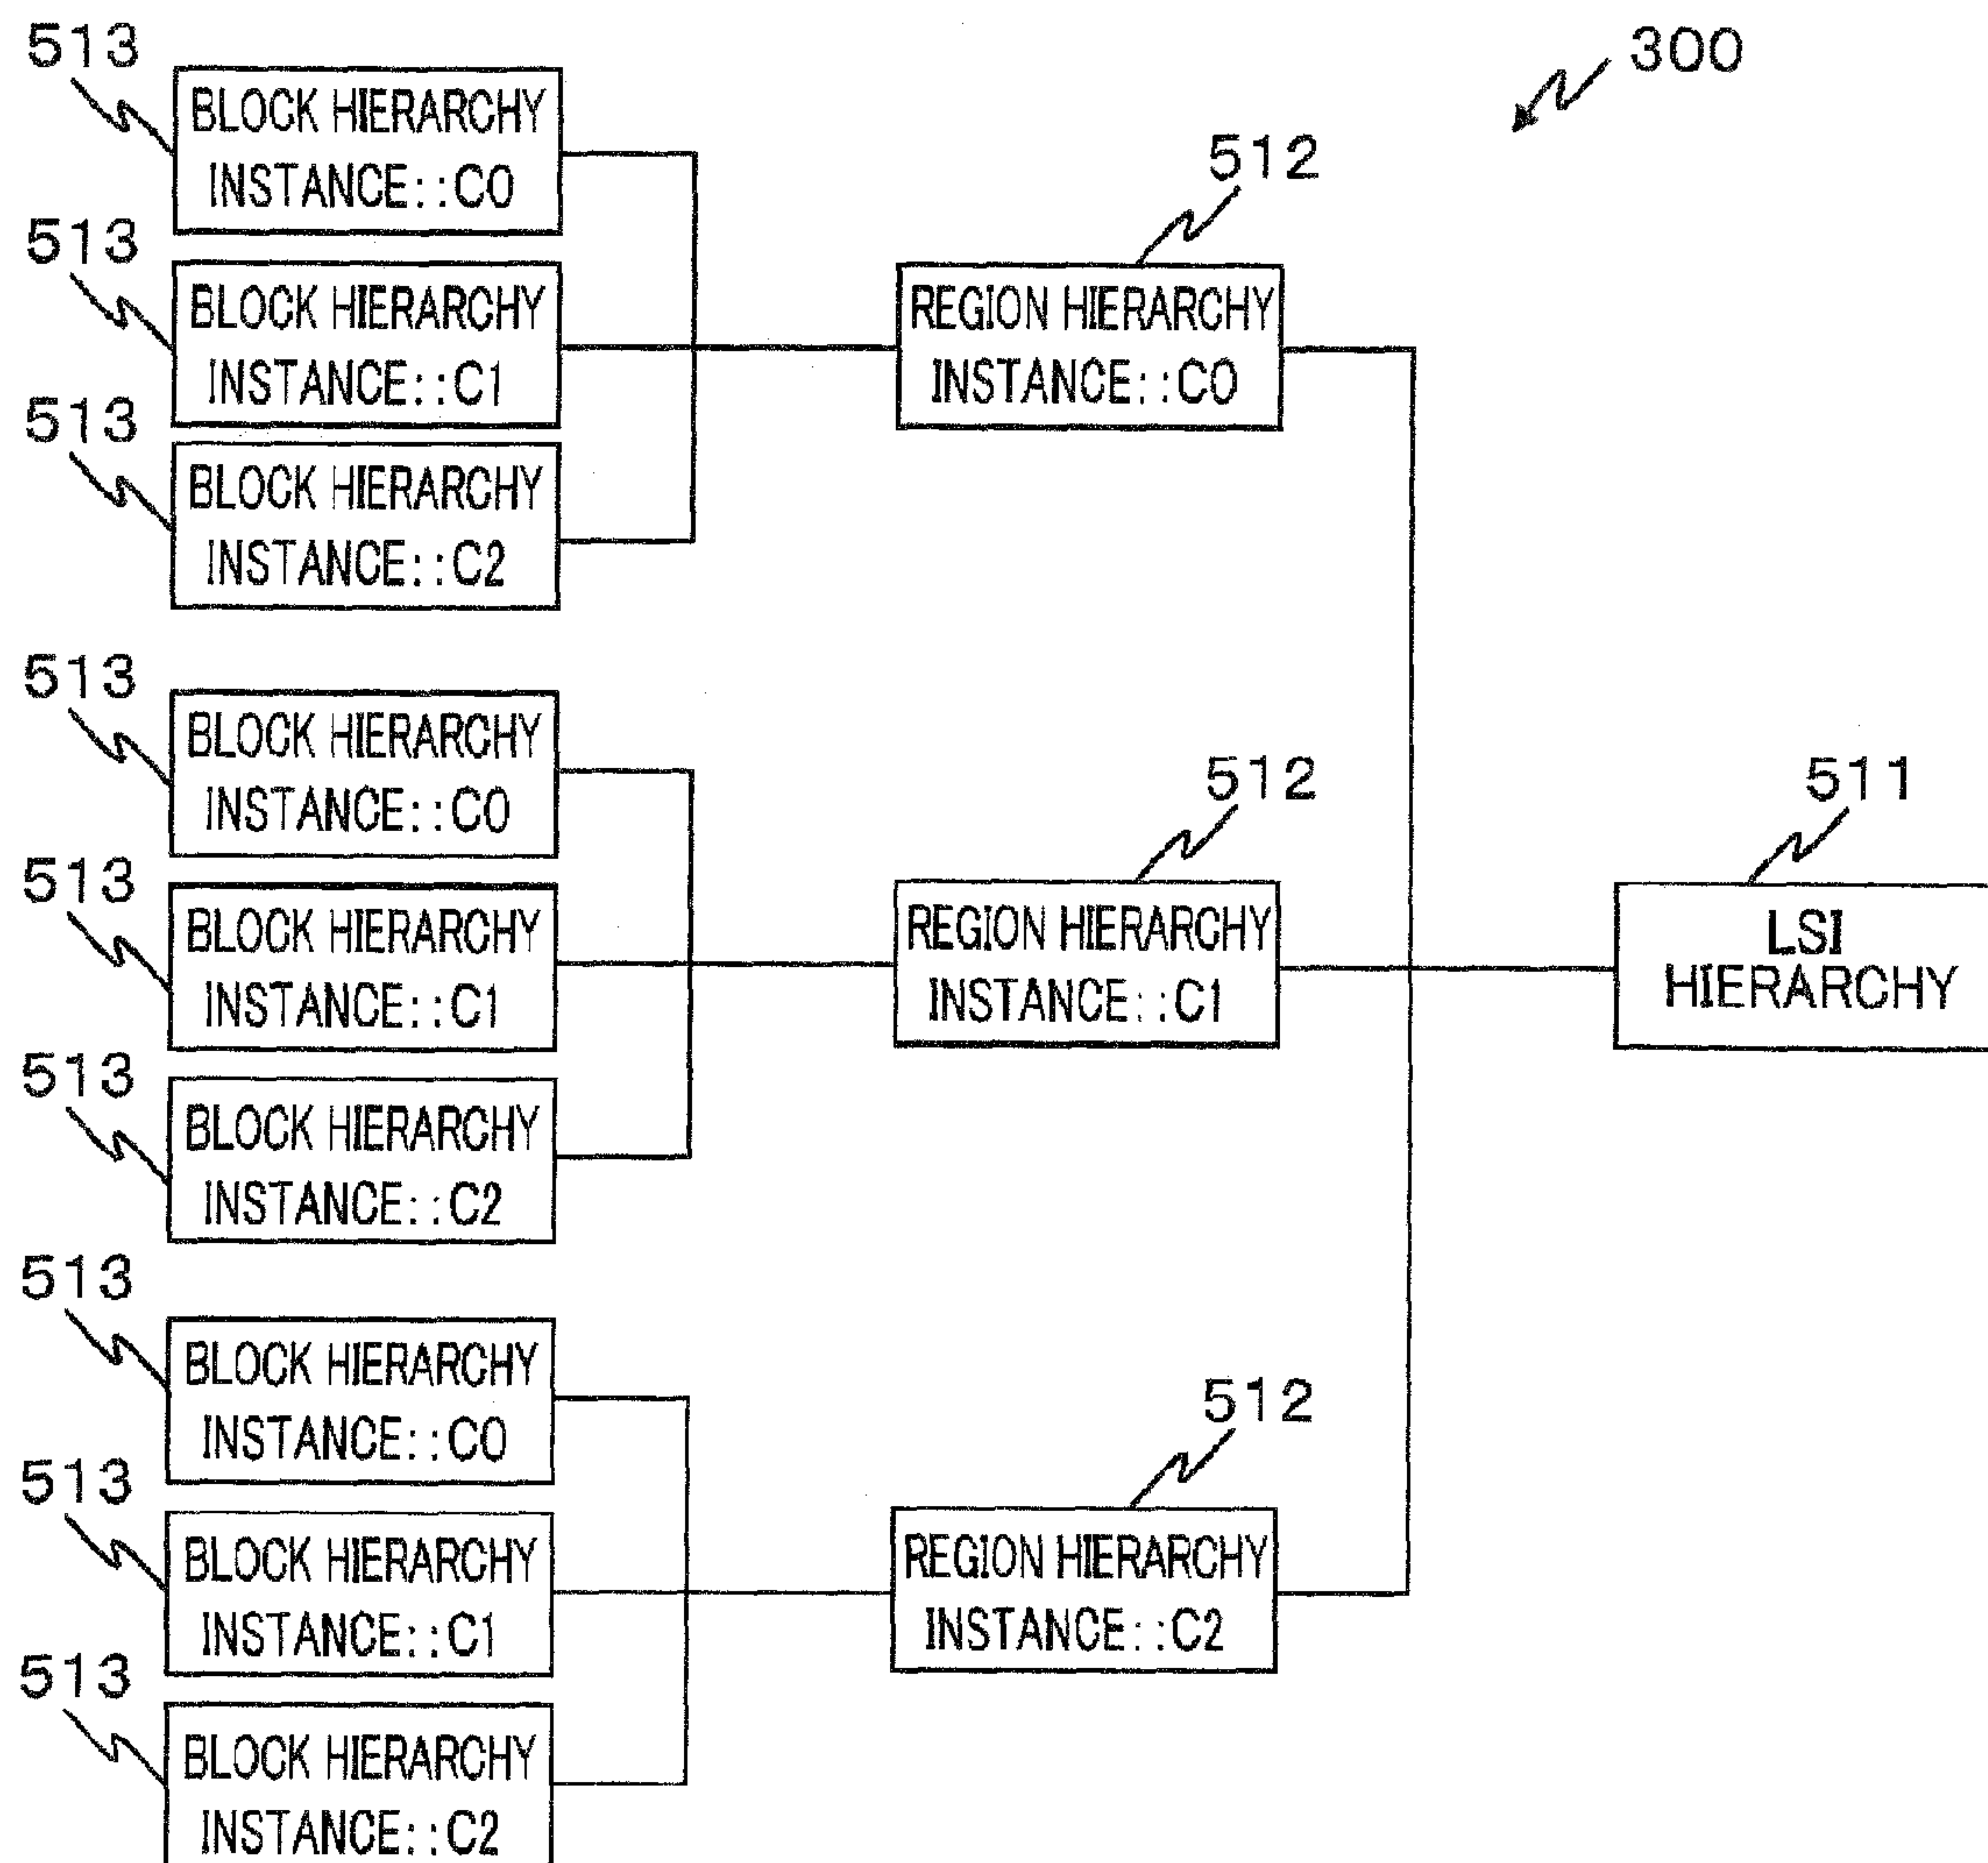 300
513
BLOCK HIERARCHY
INSTANCE::C0
513
BLOCK HIERARCHY
INSTANCE::C1
513
BLOCK HIERARCHY
INSTANCE::C2
512
REGION HIERARCHY
INSTANCE::C0
513
BLOCK HIERARCHY
INSTANCE::C0
513
BLOCK HIERARCHY
INSTANCE::C1
513
BLOCK HIERARCHY
INSTANCE::C2
512
REGION HIERARCHY
INSTANCE::C1
511
LSI
HIERARCHY
513
BLOCK HIERARCHY
INSTANCE::C0
513
BLOCK HIERARCHY
INSTANCE::C1
513
BLOCK HIERARCHY
INSTANCE::C2
512
REGION HIERARCHY
INSTANCE::C2